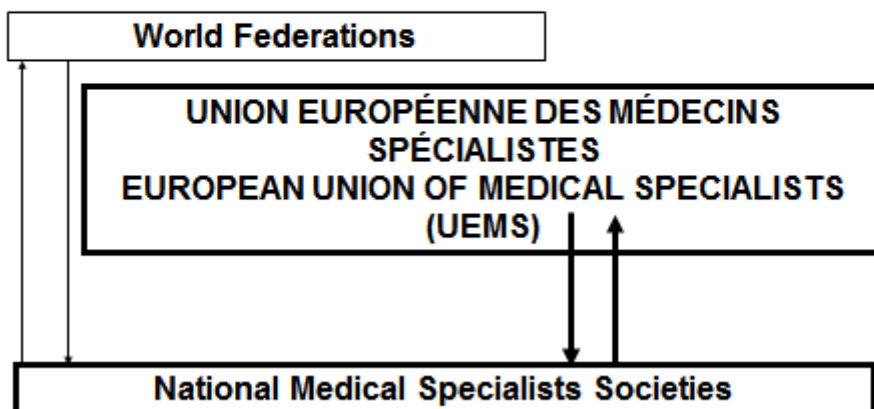 World Federations
UNION EUROPÉENNE DES MÉDECINS
SPÉCIALISTES
EUROPEAN UNION OF MEDICAL SPECIALISTS
(UEMS)
National Medical Specialists Societies